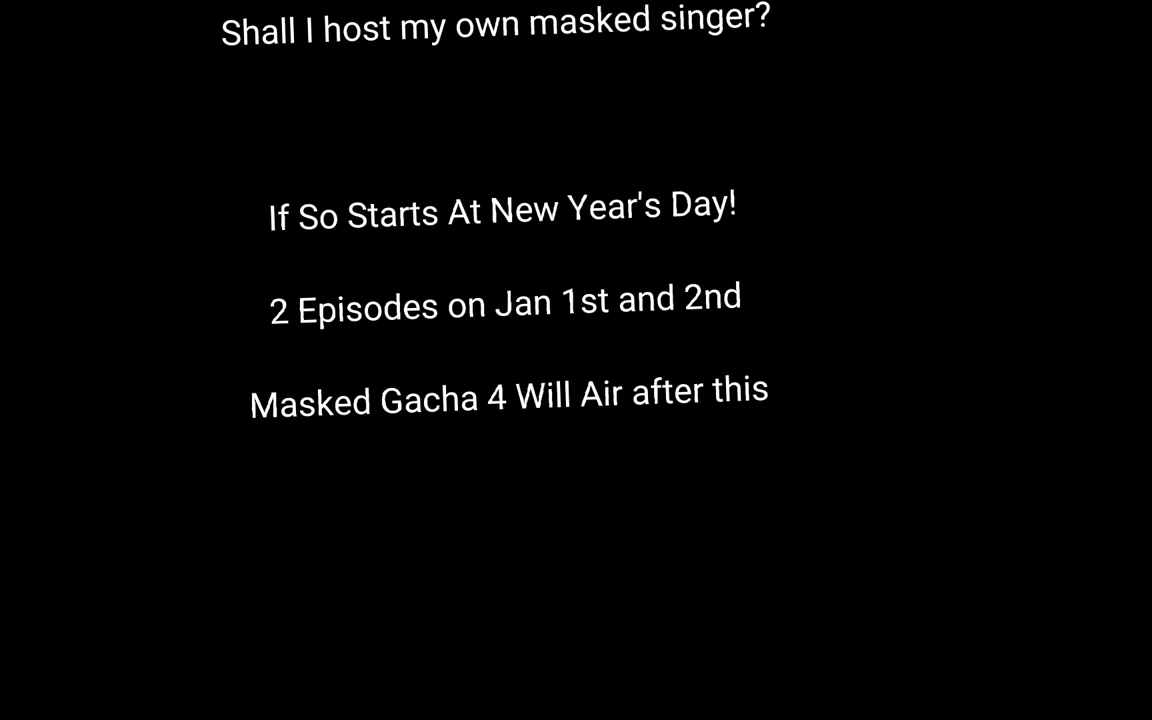 Shall I host my own masked singer?
If So Starts At New Year's Day!
2 Episodes on Jan 1st and 2nd
Masked Gacha 4 Will Air after this